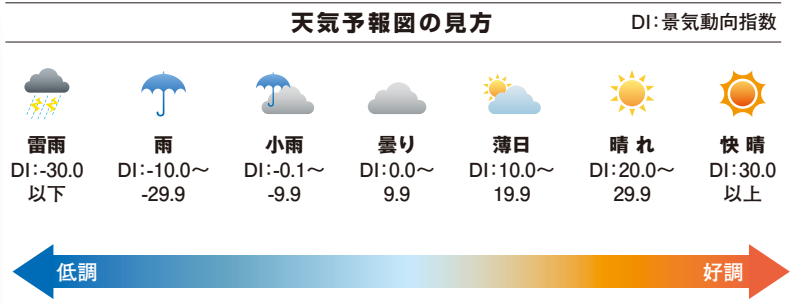 天気予報図の見方
DI：景気動向指数
雷雨
DI：-30.0
以下
雨
DI：-10.0〜
-29.9
小雨
DI：-0.1〜
-9.9
曇り
DI：0.0〜
9.9
薄日
DI：10.0〜
19.9
晴れ
DI：20.0〜
29.9
快晴
DI：30.0
以上
低調
好調